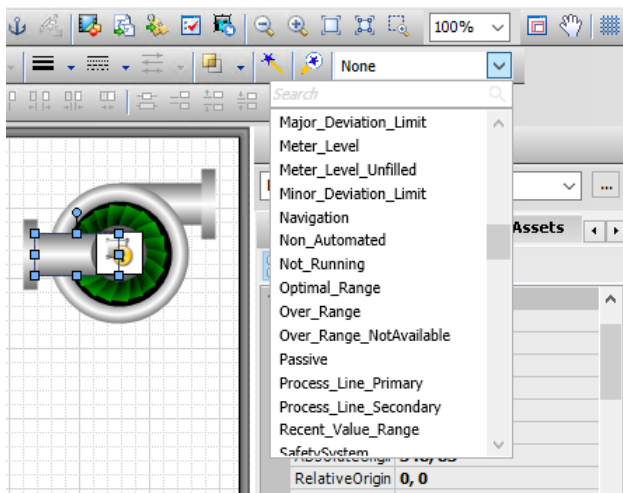 100%
None
Search
Major_Deviation_Limit
Meter_Level
Meter_Level_Unfilled
Minor_Deviation_Limit
Navigation
Non_Automated
Assets
Not_Running
Optimal_Range
Over_Range
Over_Range_NotAvailable
Passive
Process_Line_Primary
Process_Line_Secondary
Recent_Value_Range
SafetySystem
RelativeOrigin 0, 0